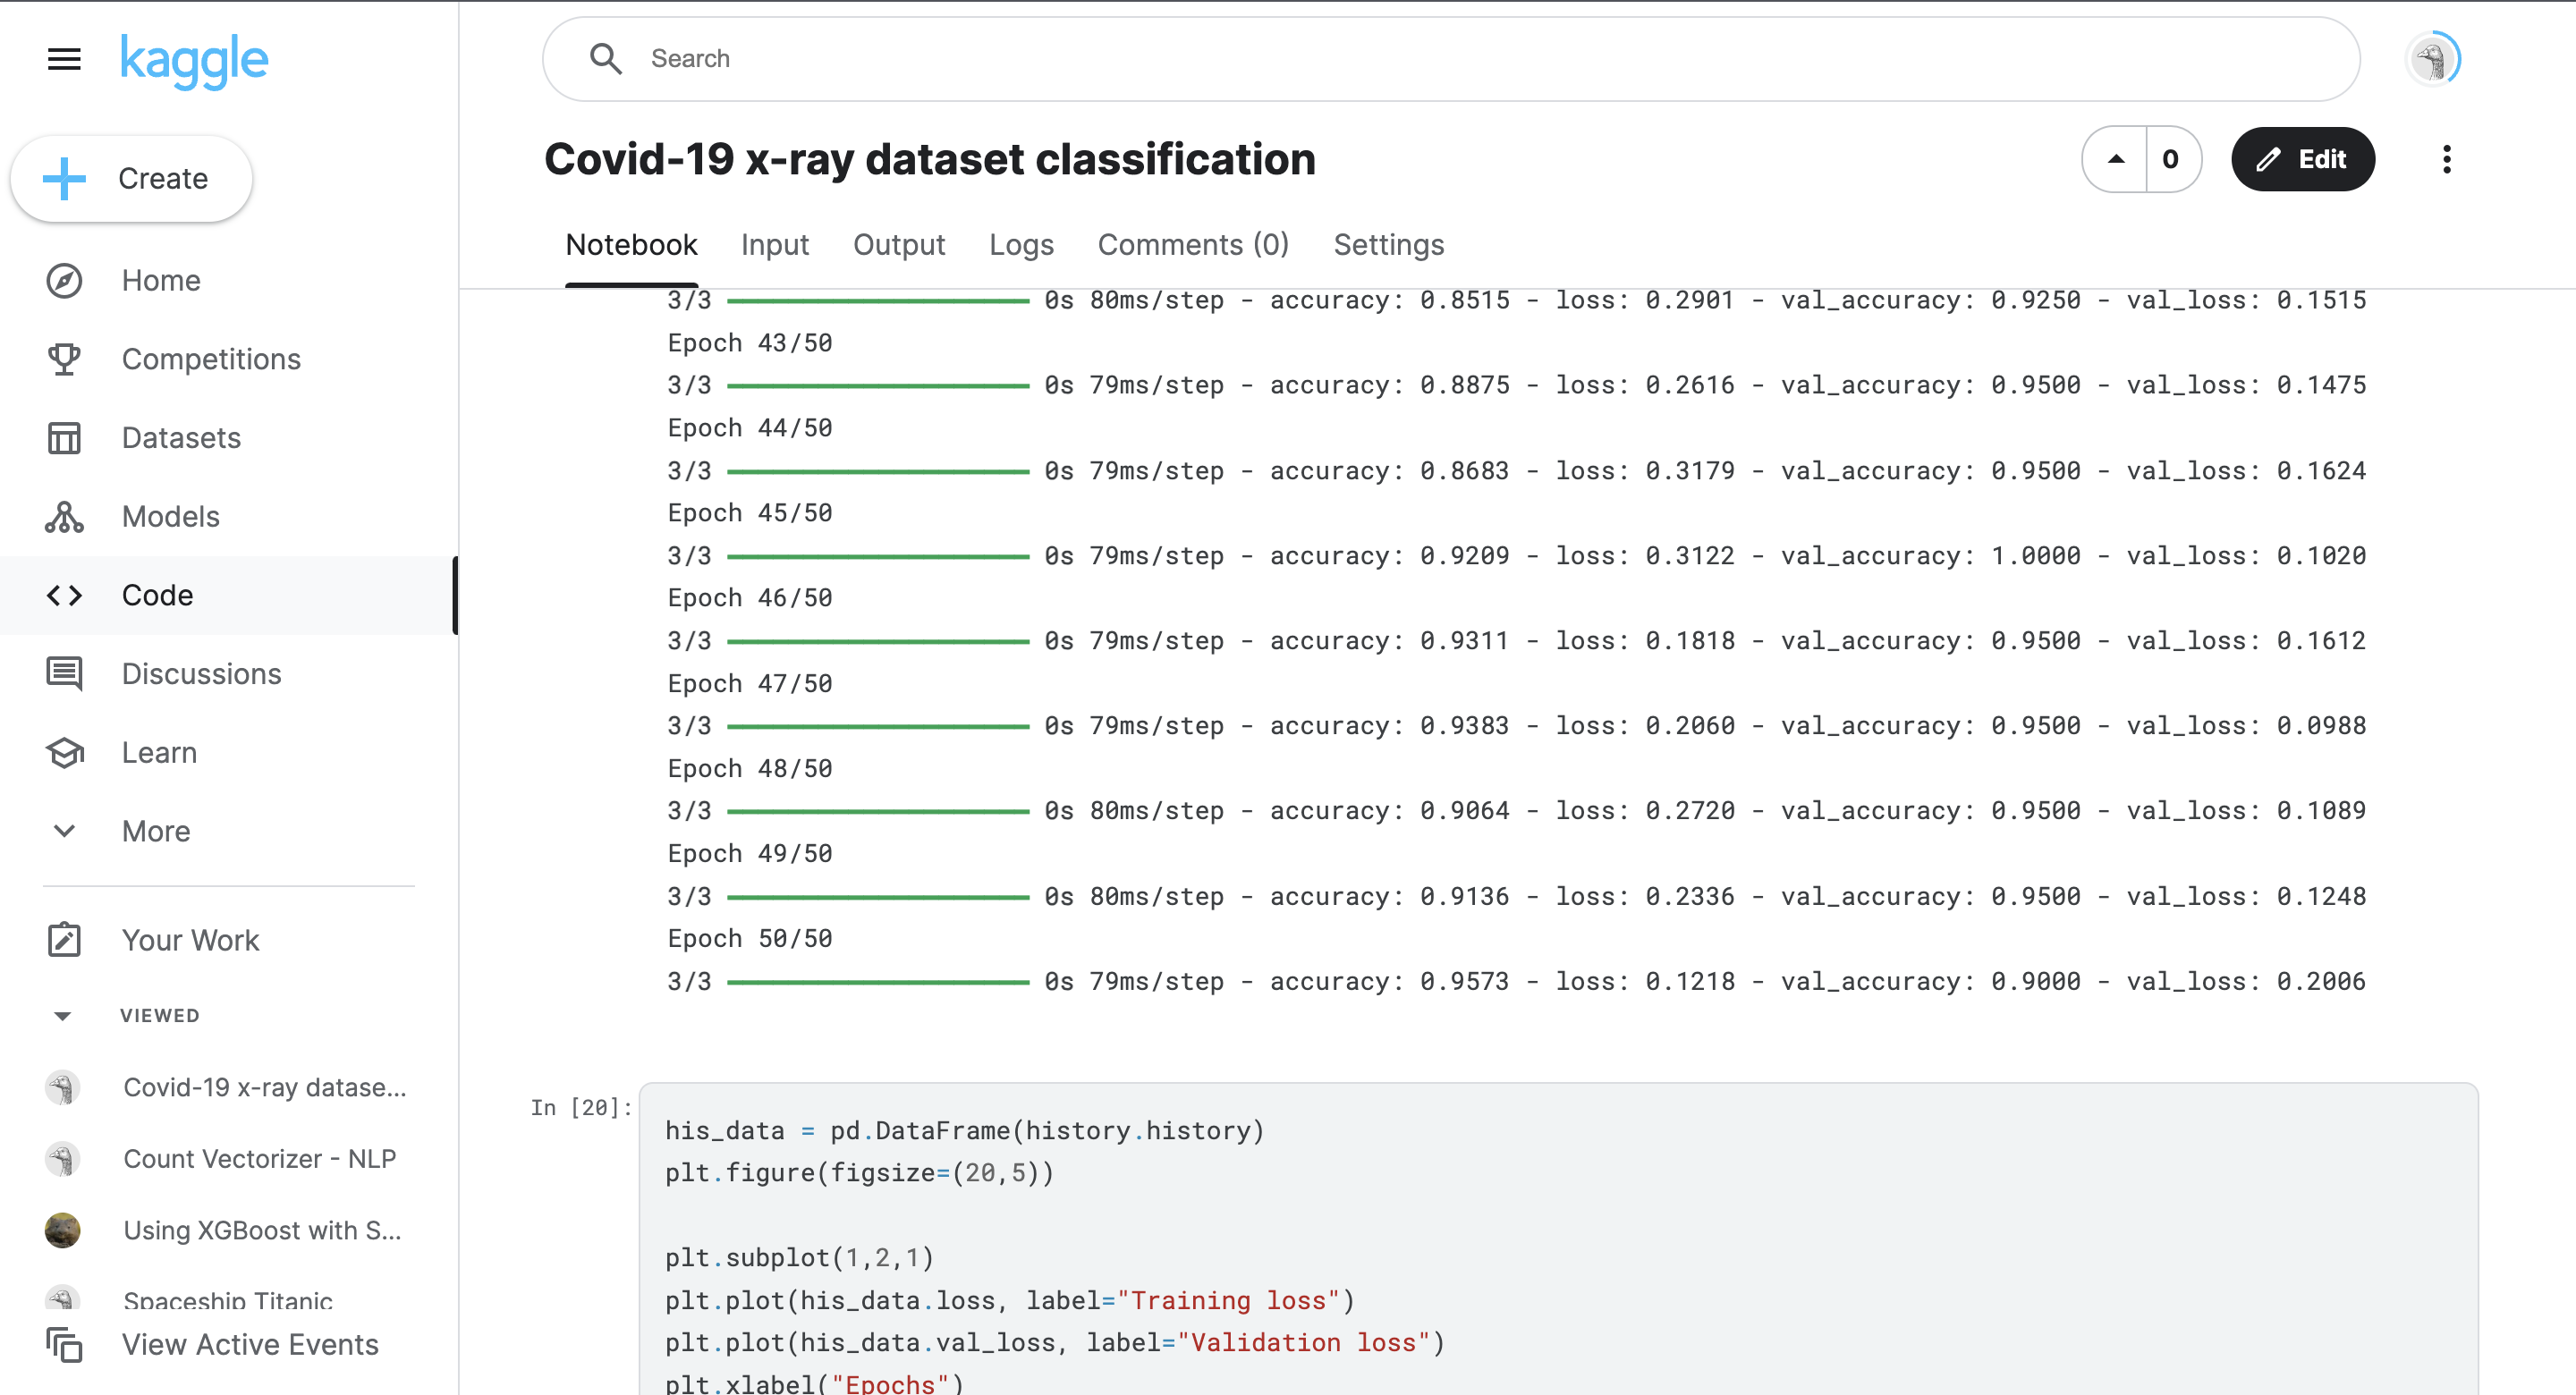 kaggle
Search
Create
Home
Competitions
Datasets
Models
Code
Discussions
Learn
More
Your Work
VIEWED
Covid-19 x-ray datase...
Count Vectorizer - NLP
Using XGBoost with S...
Spaceship Titanic
View Active Events
Covid-19 x-ray dataset classification
0
Edit
Notebook Input Output Logs Comments (0) Settings
3/3 0s 80ms/step - accuracy: 0.8515 - loss: 0.2901 - val_accuracy: 0.9250 - val_loss: 0.1515
Epoch 43/50
3/3 0s 79ms/step - accuracy: 0.8875 - loss: 0.2616 - val_accuracy: 0.9500 - val_loss: 0.1475
Epoch 44/50
3/3 0s 79ms/step - accuracy: 0.8683 - loss: 0.3179 - val_accuracy: 0.9500 - val_loss: 0.1624
Epoch 45/50
3/3 0s 79ms/step - accuracy: 0.9209 - loss: 0.3122 - val_accuracy: 1.0000 - val_loss: 0.1020
Epoch 46/50
3/3 0s 79ms/step - accuracy: 0.9311 - loss: 0.1818 - val_accuracy: 0.9500 - val_loss: 0.1612
Epoch 47/50
3/3 0s 79ms/step - accuracy: 0.9383 - loss: 0.2060 - val_accuracy: 0.9500 - val_loss: 0.0988
Epoch 48/50
3/3 0s 80ms/step - accuracy: 0.9064 - loss: 0.2720 - val_accuracy: 0.9500 - val_loss: 0.1089
Epoch 49/50
3/3 0s 80ms/step - accuracy: 0.9136 - loss: 0.2336 - val_accuracy: 0.9500 - val_loss: 0.1248
Epoch 50/50
3/3 0s 79ms/step - accuracy: 0.9573 - loss: 0.1218 - val_accuracy: 0.9000 - val_loss: 0.2006
In [20]:
his_data = pd.DataFrame(history.history)
plt.figure(figsize=(20,5))
plt.subplot(1,2,1)
plt.plot(his_data.loss, label="Training loss")
plt.plot(his_data.val_loss, label="Validation loss")
plt.xlabel("Epochs")